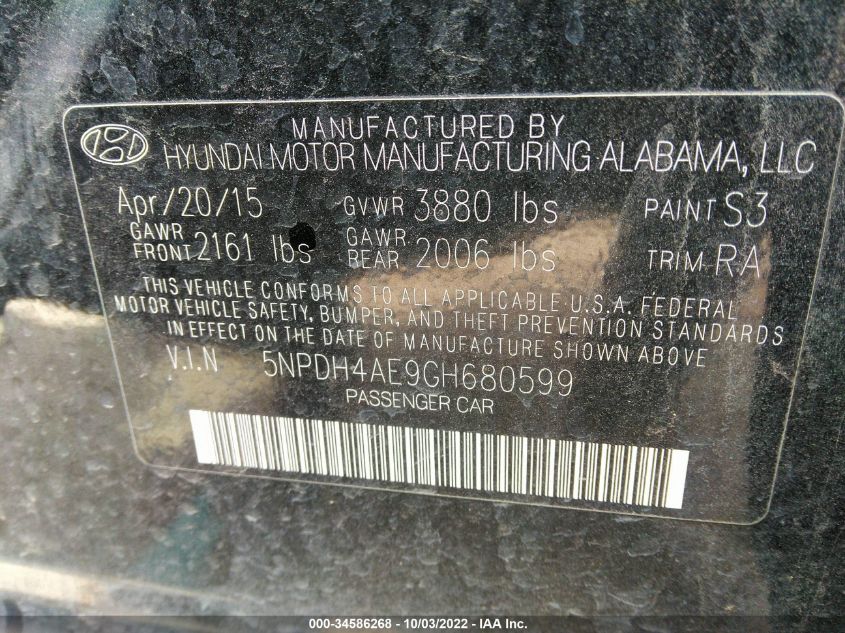 MANUFACTURED BY
HYUNDAI MOTOR MANUFACTURING ALABAMA, LLC
Apr/20/15 GVWR 3880 lbs PAINT S3
GAWR FRONT 2161 lbs GAWR REAR 2006 lbs TRIM RA
THIS VEHICLE CONFORMS TO ALL APPLICABLE U.S.A. FEDERAL
MOTOR VEHICLE SAFETY, BUMPER, AND THEFT PREVENTION STANDARDS
IN EFFECT ON THE DATE OF MANUFACTURE SHOWN ABOVE
V.I.N 5NPDH4AE9GH680599
PASSENGER CAR
000-34586268 - 10/03/2022 - IAA Inc.